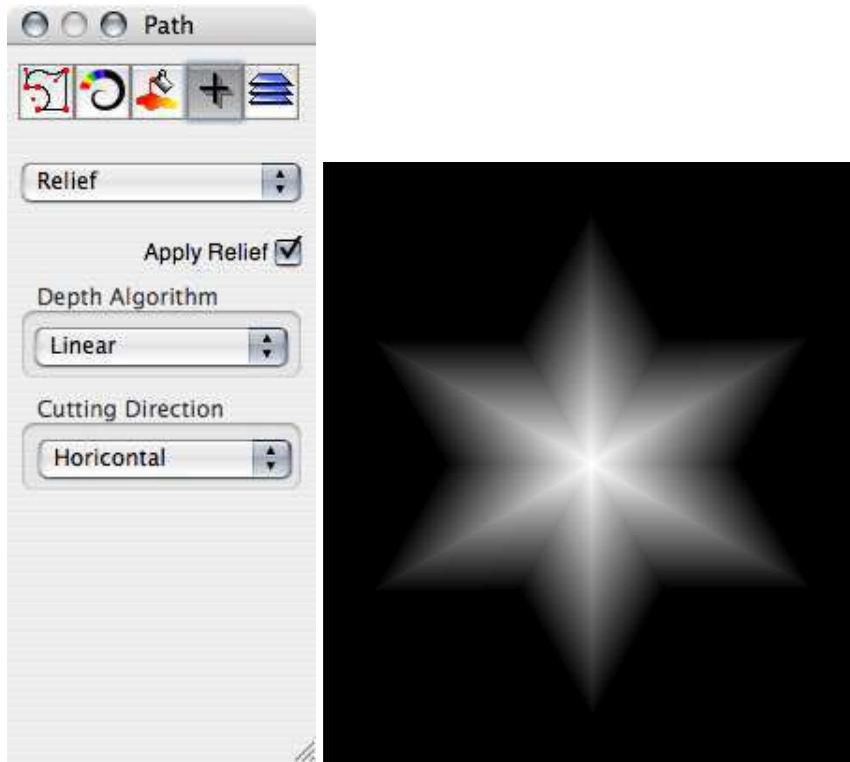 Path
Relief
Apply Relief
Depth Algorithm
Linear
Cutting Direction
Horicontal